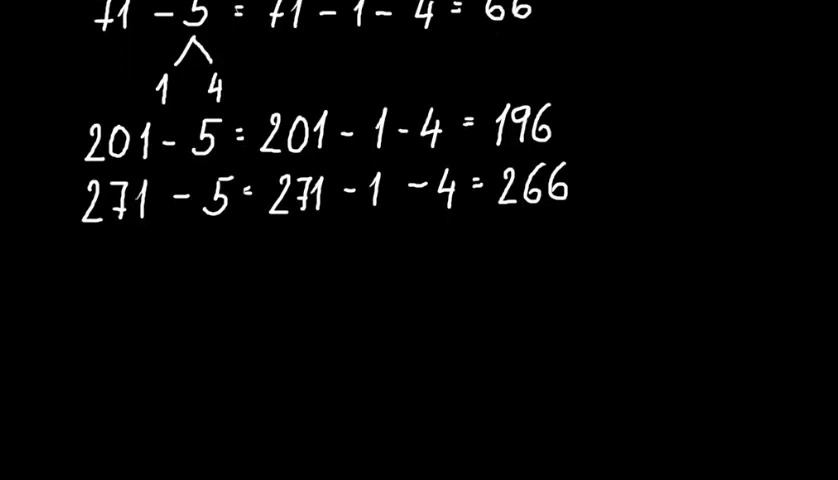 71 - 5 = 71 - 1 - 4 = 66
1 4
201 - 5 = 201 - 1 - 4 = 196
271 - 5 = 271 - 1 - 4 = 266